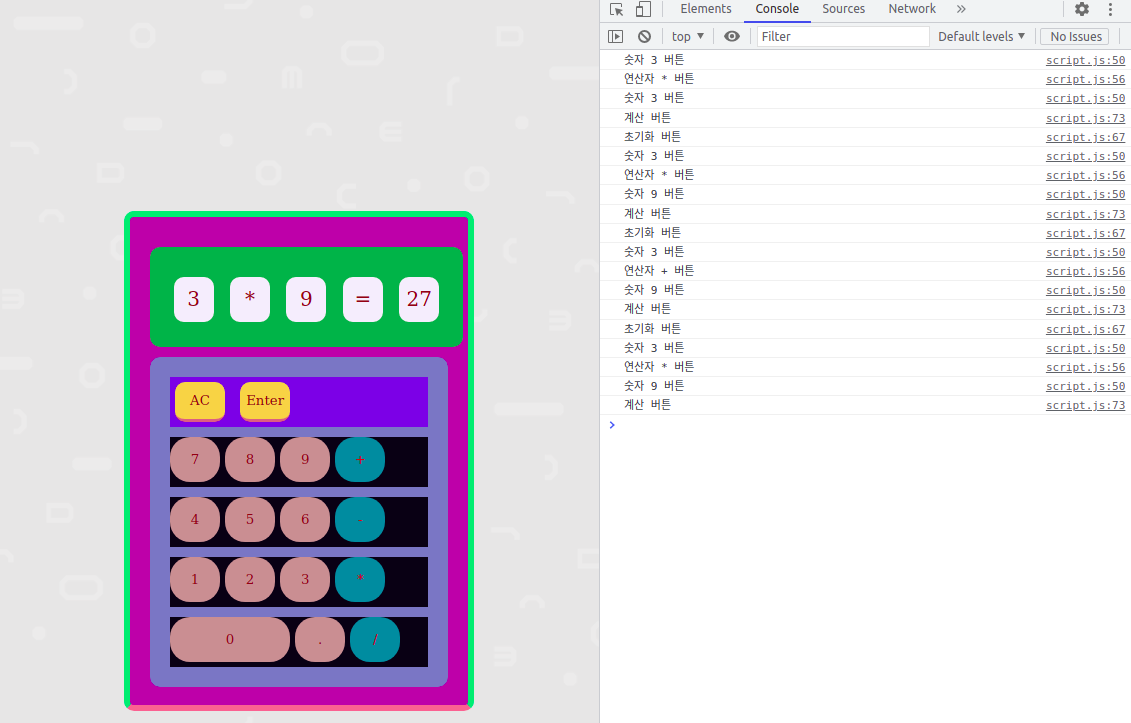 3 * 9 = 27
AC Enter
7 8 9 +
4 5 6 -
1 2 3 *
0 . /
Elements Console Sources Network »
top ▼ Filter Default levels ▼ No Issues
숫자 3 버튼 script.js:50
연산자 * 버튼 script.js:56
숫자 3 버튼 script.js:50
계산 버튼 script.js:73
초기화 버튼 script.js:67
숫자 3 버튼 script.js:50
연산자 * 버튼 script.js:56
숫자 9 버튼 script.js:50
계산 버튼 script.js:73
초기화 버튼 script.js:67
숫자 3 버튼 script.js:50
연산자 + 버튼 script.js:56
숫자 9 버튼 script.js:50
계산 버튼 script.js:73
초기화 버튼 script.js:67
숫자 3 버튼 script.js:50
연산자 * 버튼 script.js:56
숫자 9 버튼 script.js:50
계산 버튼 script.js:73
>